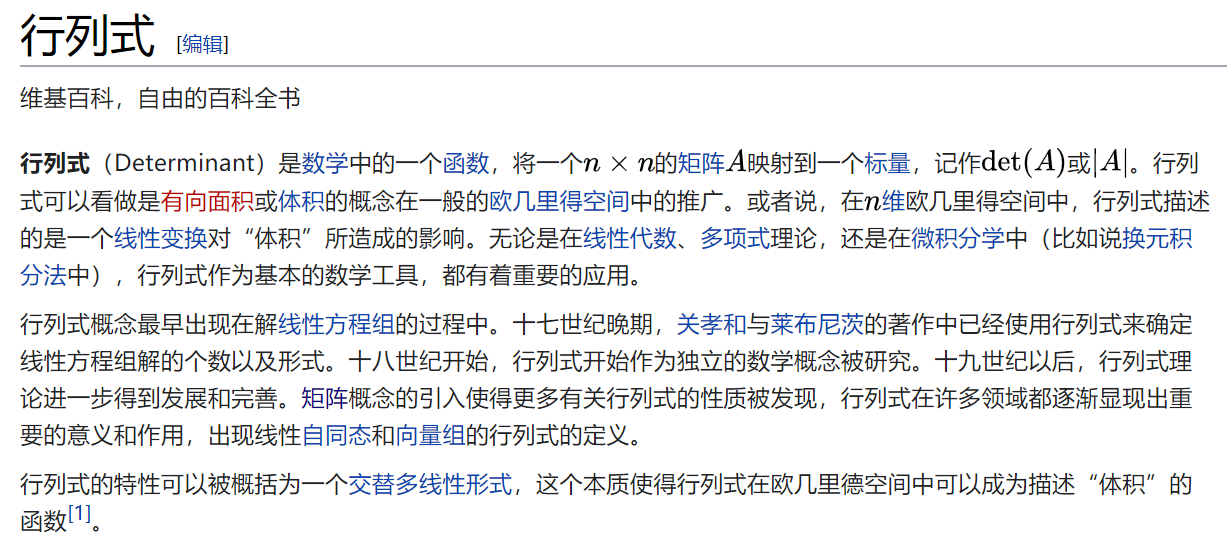 行列式 [编辑]
维基百科，自由的百科全书
行列式（Determinant）是数学中的一个函数，将一个n × n的矩阵A映射到一个标量，记作det(A)或|A|。行列
式可以看做是有向面积或体积的概念在一般的欧几里得空间中的推广。或者说，在n维欧几里得空间中，行列式描述
的是一个线性变换对“体积”所造成的影响。无论是在线性代数、多项式理论，还是在微积分学中（比如说换元积
分法中），行列式作为基本的数学工具，都有着重要的应用。
行列式概念最早出现在解线性方程组的过程中。十七世纪晚期，关孝和与莱布尼茨的著作中已经使用行列式来确定
线性方程组解的个数以及形式。十八世纪开始，行列式开始作为独立的数学概念被研究。十九世纪以后，行列式理
论进一步得到发展和完善。矩阵概念的引入使得更多有关行列式的性质被发现，行列式在许多领域都逐渐显现出重
要的意义和作用，出现线性自同态和向量组的行列式的定义。
行列式的特性可以被概括为一个交替多线性形式，这个本质使得行列式在欧几里德空间中可以成为描述“体积”的
函数[1]。